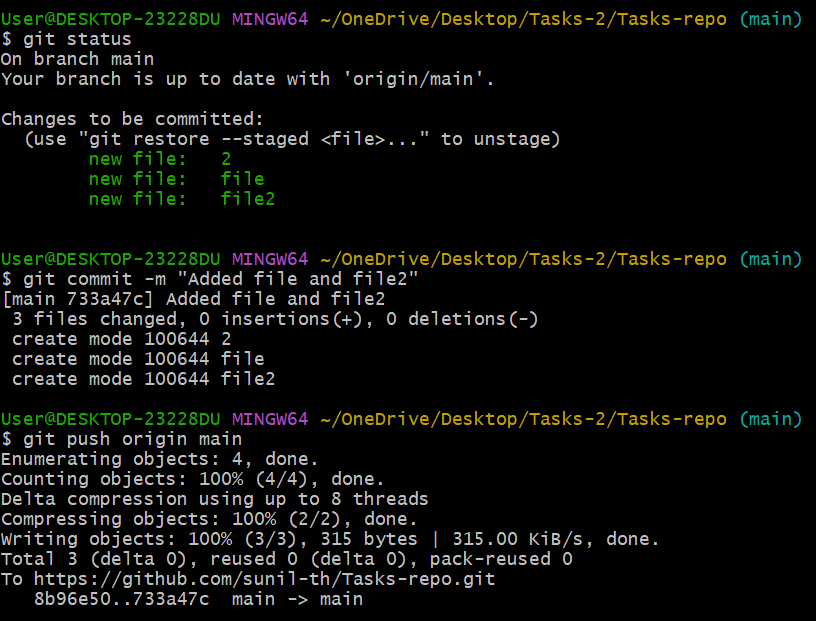 User@DESKTOP-23228DU MINGW64 ~/OneDrive/Desktop/Tasks-2/Tasks-repo (main)
$ git status
On branch main
Your branch is up to date with 'origin/main'.

Changes to be committed:
  (use "git restore --staged <file>..." to unstage)
        new file:   2
        new file:   file
        new file:   file2


User@DESKTOP-23228DU MINGW64 ~/OneDrive/Desktop/Tasks-2/Tasks-repo (main)
$ git commit -m "Added file and file2"
[main 733a47c] Added file and file2
 3 files changed, 0 insertions(+), 0 deletions(-)
 create mode 100644 2
 create mode 100644 file
 create mode 100644 file2

User@DESKTOP-23228DU MINGW64 ~/OneDrive/Desktop/Tasks-2/Tasks-repo (main)
$ git push origin main
Enumerating objects: 4, done.
Counting objects: 100% (4/4), done.
Delta compression using up to 8 threads
Compressing objects: 100% (2/2), done.
Writing objects: 100% (3/3), 315 bytes | 315.00 KiB/s, done.
Total 3 (delta 0), reused 0 (delta 0), pack-reused 0
To https://github.com/sunil-th/Tasks-repo.git
   8b96e50..733a47c  main -> main